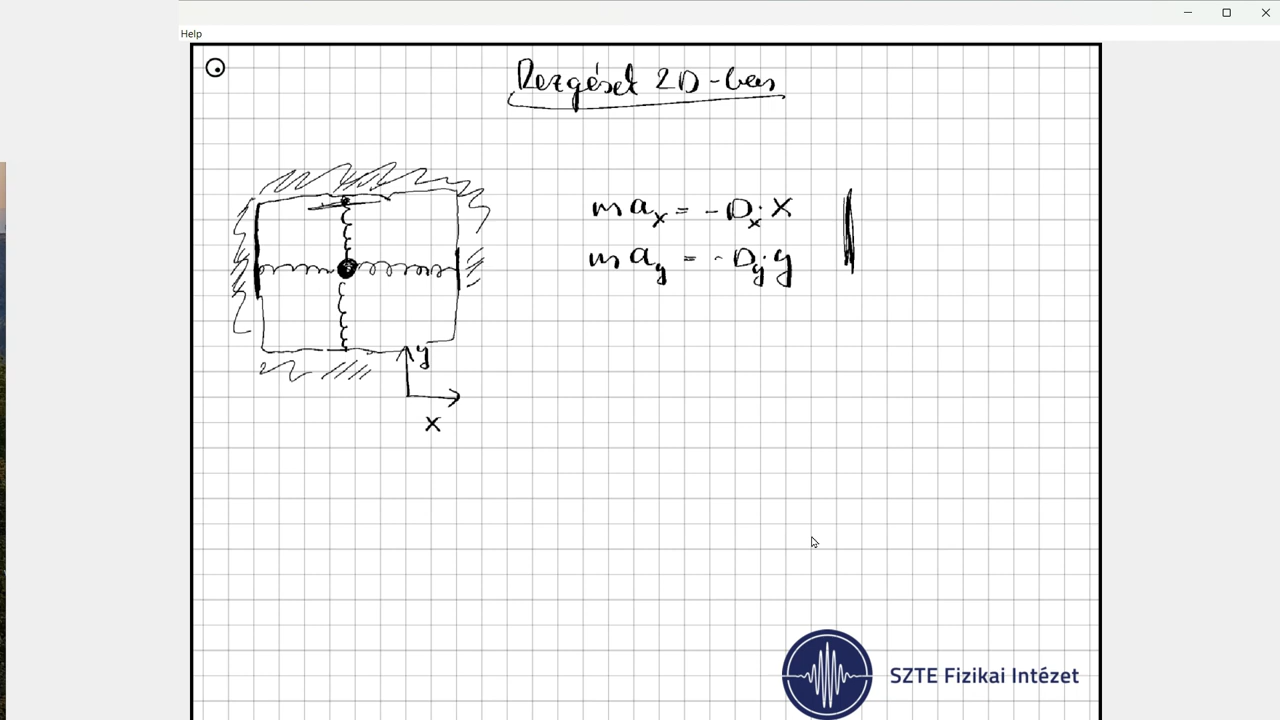 Help
Rezgések 2D-ben
m a_x = - D_x · x
m a_y = - D_y · y
y
x
SZTE Fizikai Intézet